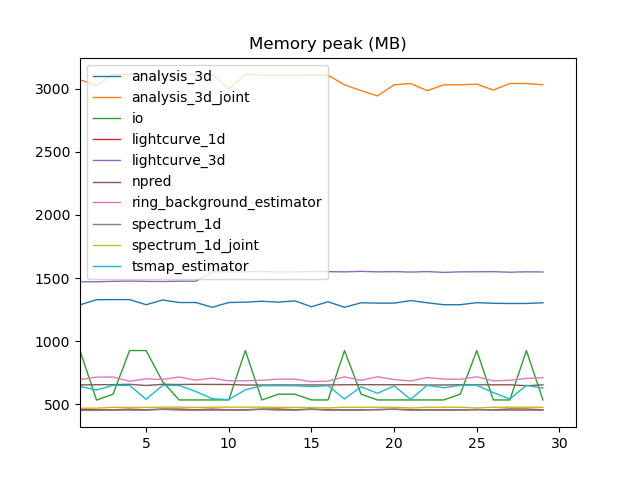 Memory peak (MB)
3000
2500
2000
1500
1000
500
analysis_3d
analysis_3d_joint
io
lightcurve_1d
lightcurve_3d
npred
ring_background_estimator
spectrum_1d
spectrum_1d_joint
tsmap_estimator
5 10 15 20 25 30